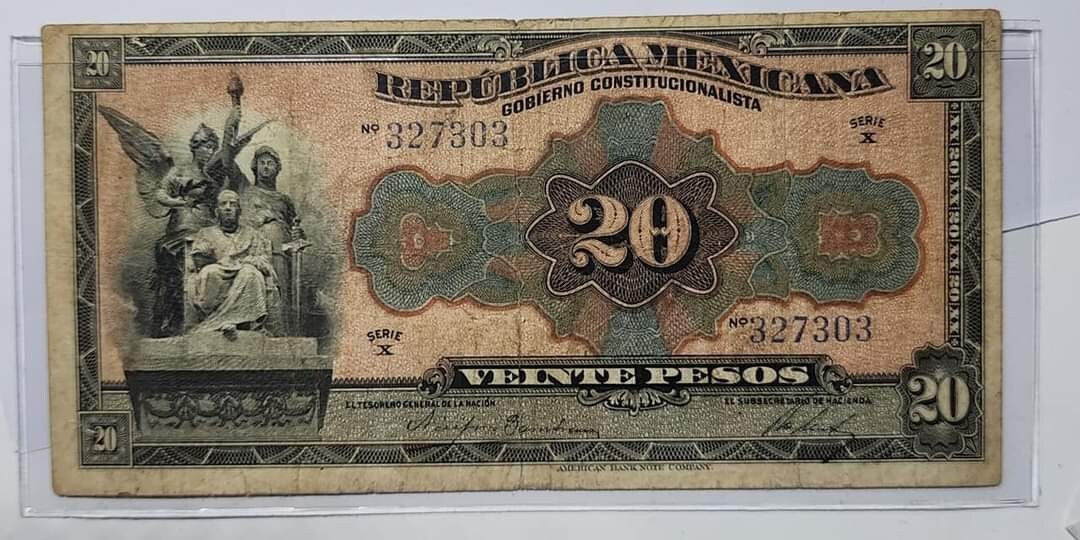 20
20
REPÚBLICA MEXICANA
GOBIERNO CONSTITUCIONALISTA
Nº 327303
SERIE
X
20
SERIE
X
Nº 327303
VEINTE PESOS
EL TESORERO GENERAL DE LA NACIÓN
EL SUBSECRETARIO DE HACIENDA
20
20
AMERICAN BANK NOTE COMPANY.